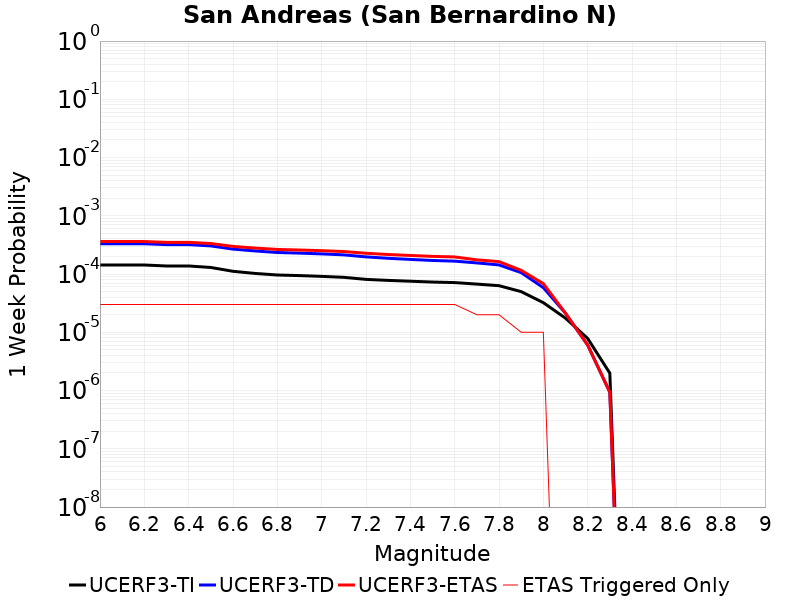 San Andreas (San Bernardino N)
10^0
10^-1
10^-2
10^-3
10^-4
10^-5
10^-6
10^-7
10^-8
1 Week Probability
6 6.2 6.4 6.6 6.8 7 7.2 7.4 7.6 7.8 8 8.2 8.4 8.6 8.8 9
Magnitude
UCERF3-TI UCERF3-TD UCERF3-ETAS ETAS Triggered Only